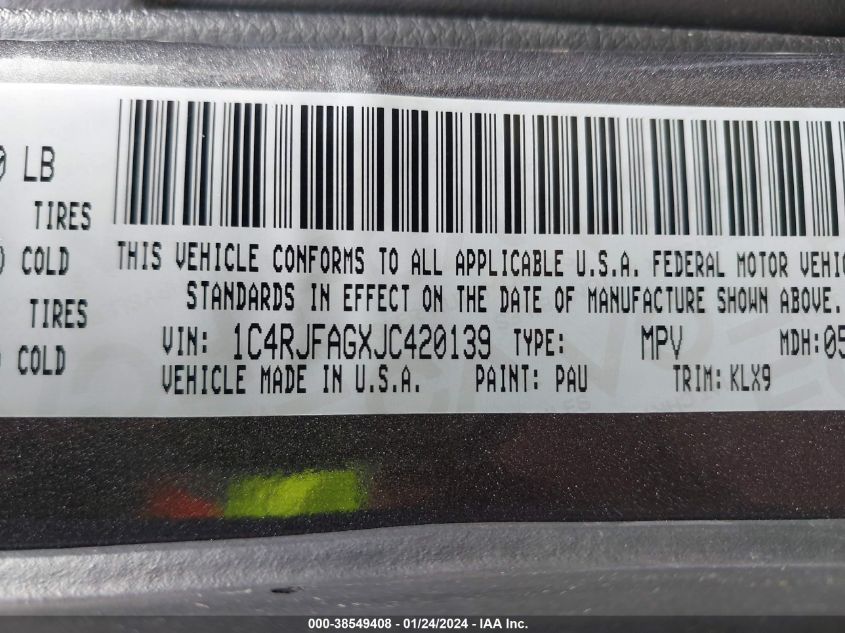 LB
TIRES
COLD
THIS VEHICLE CONFORMS TO ALL APPLICABLE U.S.A. FEDERAL MOTOR
STANDARDS IN EFFECT ON THE DATE OF MANUFACTURE SHOWN ABOVE.
TIRES
VIN: 1C4RJFAGXJC420139 TYPE: MPV MDH:05
COLD
VEHICLE MADE IN U.S.A. PAINT: PAU TRIM: KLX9
000-38549408 - 01/24/2024 - IAA Inc.